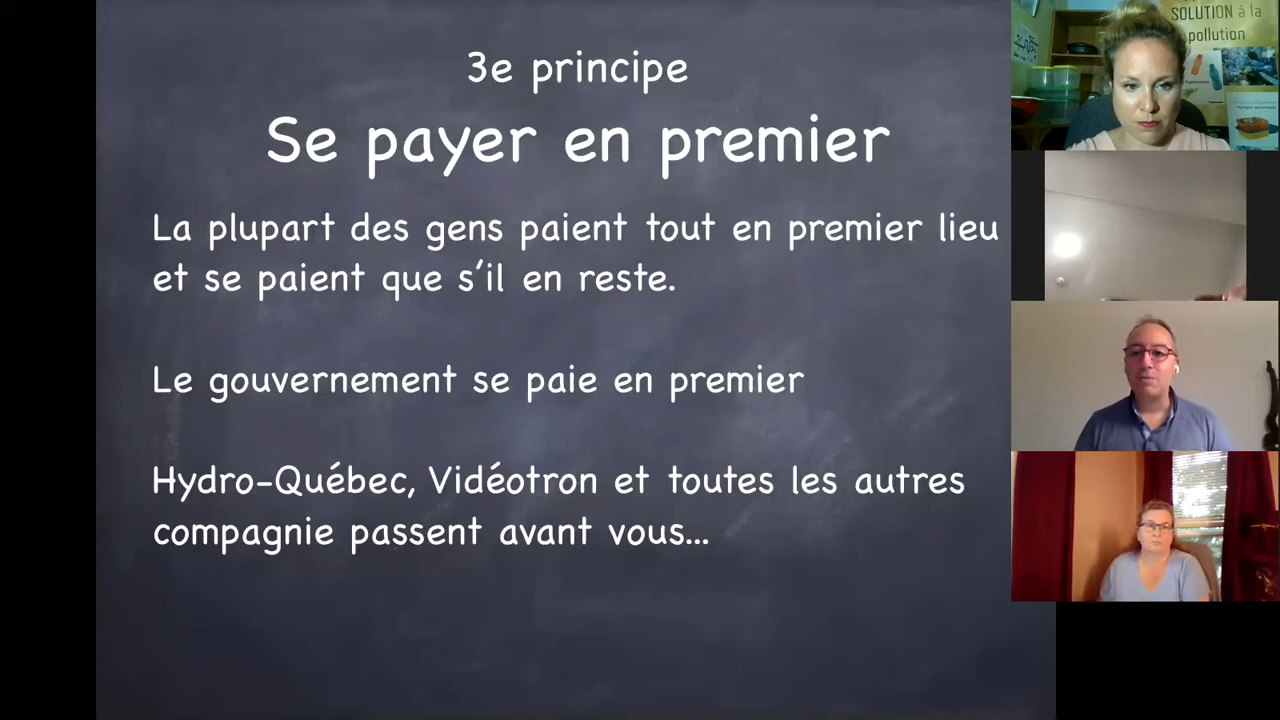 3e principe
Se payer en premier
La plupart des gens paient tout en premier lieu
et se paient que s'il en reste.
Le gouvernement se paie en premier
Hydro-Québec, Vidéotron et toutes les autres
compagnie passent avant vous...
SOLUTION à la
pollution